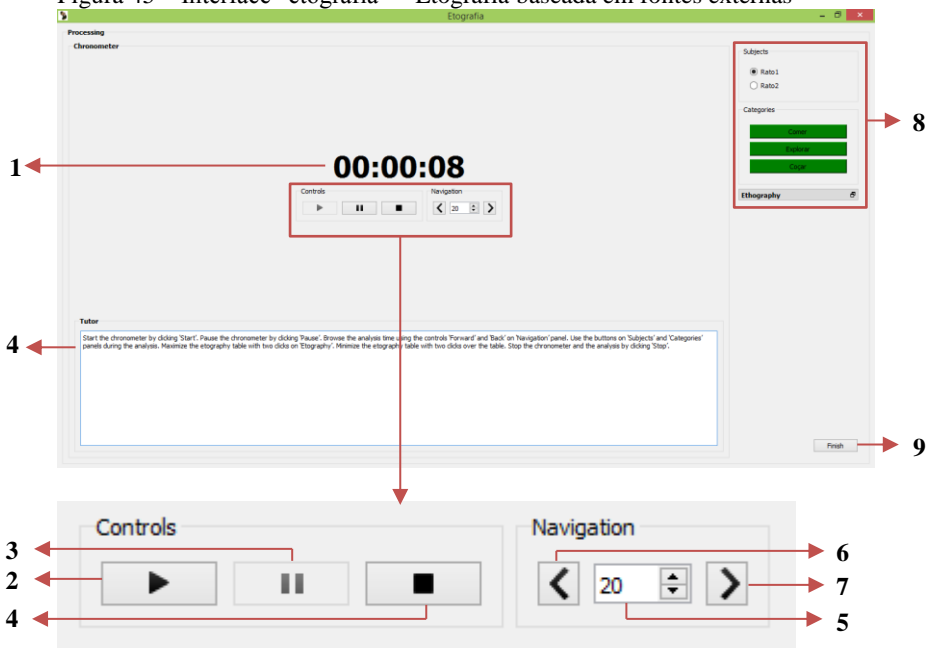 Figura 45 – Interface "etografia" – Etografia baseada em fontes externas
Etografia
Processing
Chronometer
Subjects
Rato1
Rato2
Categories
Comer
Explorar
Coçar
8
1
00:00:08
Controls
Navigation
20
Ethography
Tutor
4
Start the chronometer by clicking 'Start'. Pause the chronometer by clicking 'Pause'. Browse the analysis time using the controls 'Forward' and 'Back' on 'Navigation' panel. Use the buttons on 'Subjects' and 'Categories'
panels during the analysis. Maximize the etography table with two clicks on 'Etography'. Minimize the etography table with two clicks over the table. Stop the chronometer and the analysis by clicking 'Stop'.
Finish
9
Controls
Navigation
3
6
2
20
7
4
5